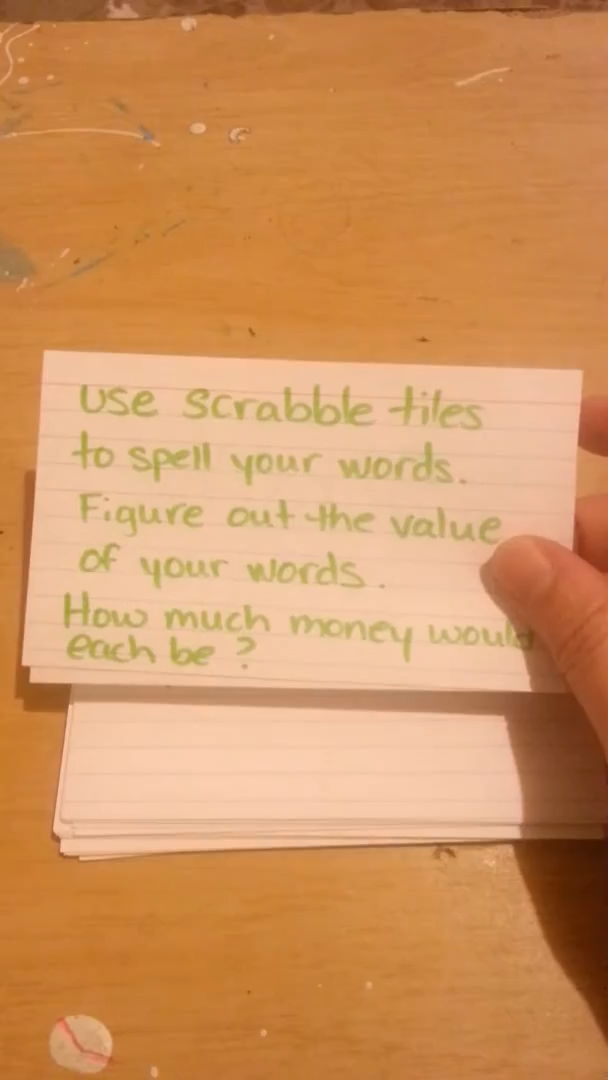 Use scrabble tiles
to spell your words.
Figure out the value
of your words.
How much money would
each be?